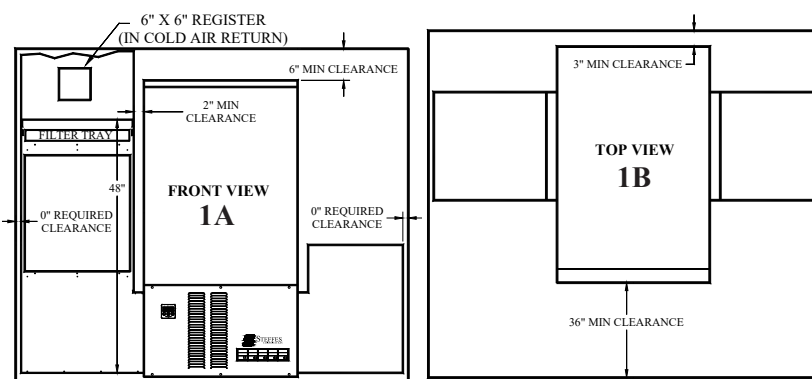 6" X 6" REGISTER
(IN COLD AIR RETURN)
6" MIN CLEARANCE
2" MIN
CLEARANCE
FILTER TRAY
48"
FRONT VIEW
1A
0" REQUIRED
CLEARANCE
0" REQUIRED
CLEARANCE
STEFFES
3" MIN CLEARANCE
TOP VIEW
1B
36" MIN CLEARANCE